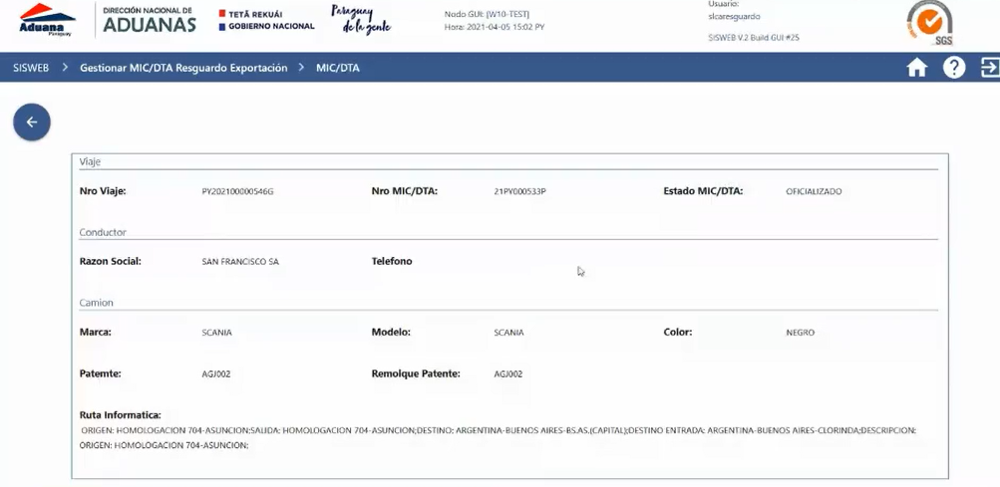 Aduana
Paraguay
DIRECCIÓN NACIONAL DE
ADUANAS
TETÃ REKUÁI
GOBIERNO NACIONAL
Paraguay
de la gente
Nodo GUI: [W10-TEST]
Hora: 2021-04-05 15:02 PY
Usuario:
slcaresguardo
SISWEB V.2 Build GUI #25
SGS
SISWEB > Gestionar MIC/DTA Resguardo Exportación > MIC/DTA
Viaje
Nro Viaje: PY202100000546G Nro MIC/DTA: 21PY000533P Estado MIC/DTA: OFICIALIZADO
Conductor
Razon Social: SAN FRANCISCO SA Telefono
Camion
Marca: SCANIA Modelo: SCANIA Color: NEGRO
Patemte: AGJ002 Remolque Patente: AGJ002
Ruta Informatica:
ORIGEN: HOMOLOGACION 704-ASUNCION;SALIDA: HOMOLOGACION 704-ASUNCION;DESTINO: ARGENTINA-BUENOS AIRES-BS.AS.(CAPITAL);DESTINO ENTRADA: ARGENTINA-BUENOS AIRES-CLORINDA;DESCRIPCION:
ORIGEN: HOMOLOGACION 704-ASUNCION;